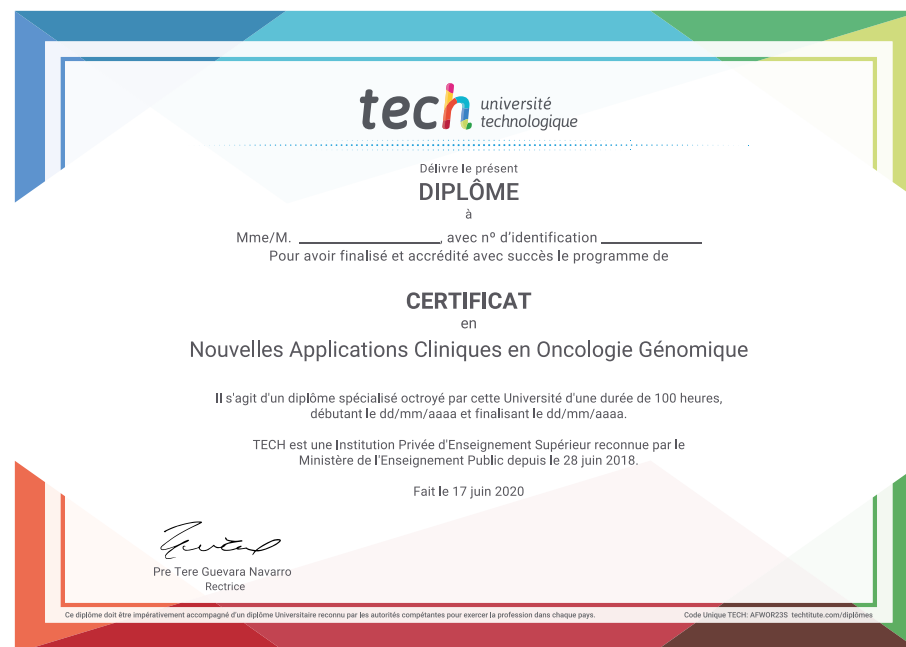 tech université
technologique
Délivre le présent
DIPLÔME
à
Mme/M. ____________________, avec nº d'identification ______________
Pour avoir finalisé et accrédité avec succès le programme de
CERTIFICAT
en
Nouvelles Applications Cliniques en Oncologie Génomique
Il s'agit d'un diplôme spécialisé octroyé par cette Université d'une durée de 100 heures,
débutant le dd/mm/aaaa et finalisant le dd/mm/aaaa.
TECH est une Institution Privée d'Enseignement Supérieur reconnue par le
Ministère de l'Enseignement Public depuis le 28 juin 2018.
Fait le 17 juin 2020
Pre Tere Guevara Navarro
Rectrice
Ce diplôme doit être impérativement accompagné d'un diplôme Universitaire reconnu par les autorités compétantes pour exercer la profession dans chaque pays.
Code Unique TECH: AFWOR23S techtitute.com/diplômes